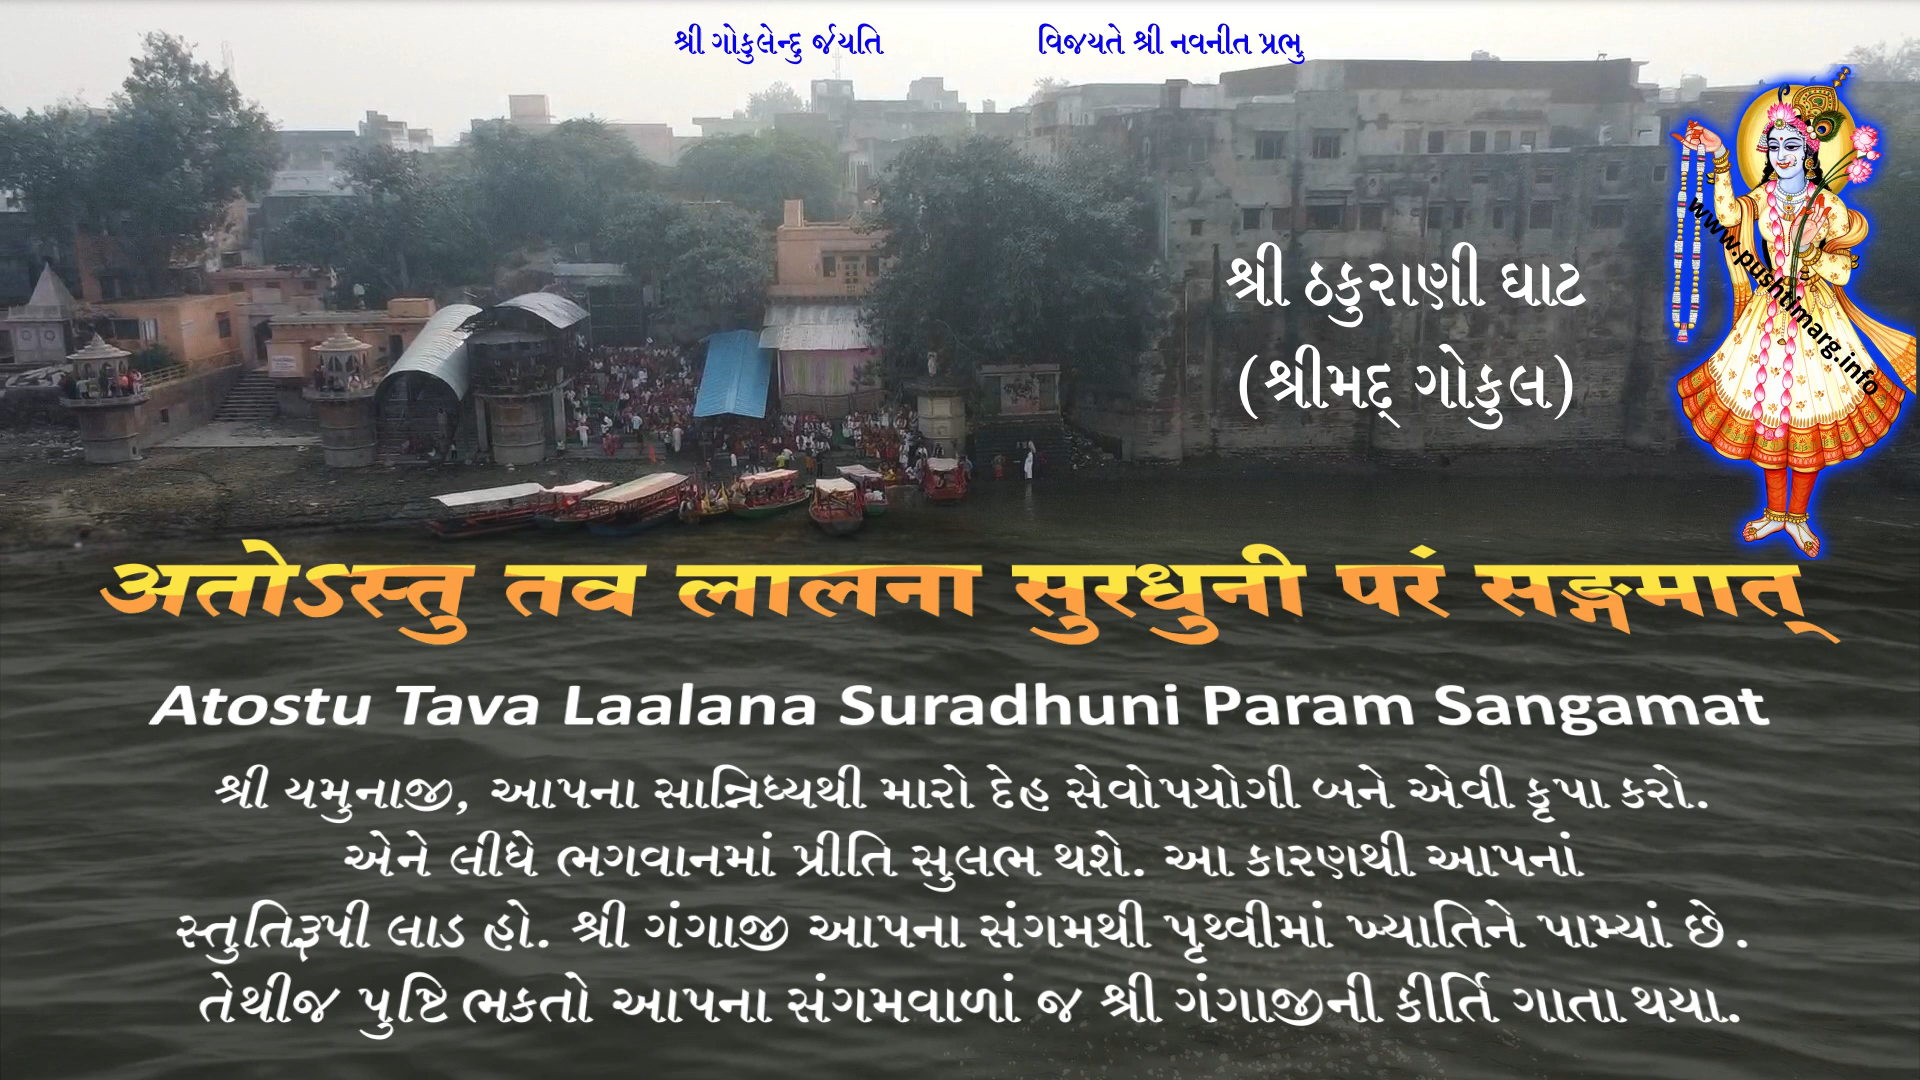 શ્રી ગોકુલેન્દુ ર્જયતિ વિજયતે શ્રી નવનીત પ્રભુ
શ્રી ઠકુરાણી ઘાટ
(શ્રીમદ્ ગોકુલ)
www.pushtimarg.info
अतोऽस्तु तव लालना सुरधुनी परं सङ्गमात्
Atostu Tava Laalana Suradhuni Param Sangamat
શ્રી યમુનાજી, આપના સાન્નિધ્યથી મારો દેહ સેવોપયોગી બને એવી કૃપા કરો.
એને લીધે ભગવાનમાં પ્રીતિ સુલભ થશે. આ કારણથી આપનાં
સ્તુતિરૂપી લાડ હો. શ્રી ગંગાજી આપના સંગમથી પૃથ્વીમાં ખ્યાતિને પામ્યાં છે.
તેથીજ પુષ્ટિ ભકતો આપના સંગમવાળાં જ શ્રી ગંગાજીની કીર્તિ ગાતા થયા.